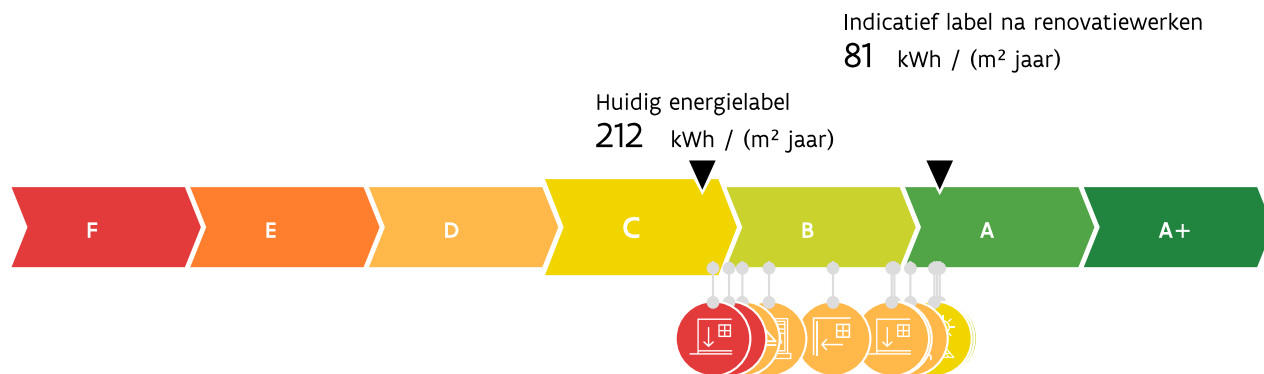 Indicatief label na renovatiewerken
81 kWh / (m² jaar)
Huidig energielabel
212 kWh / (m² jaar)
F E D C B A A+